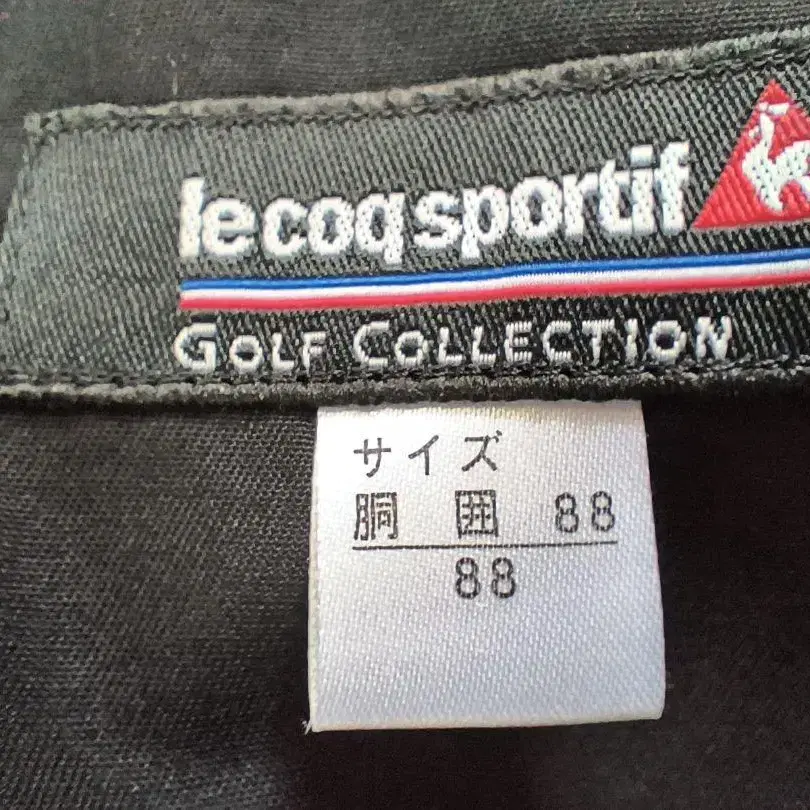 lecoqsportif
GOLF COLLECTION
サイズ
胴 囲 88
88